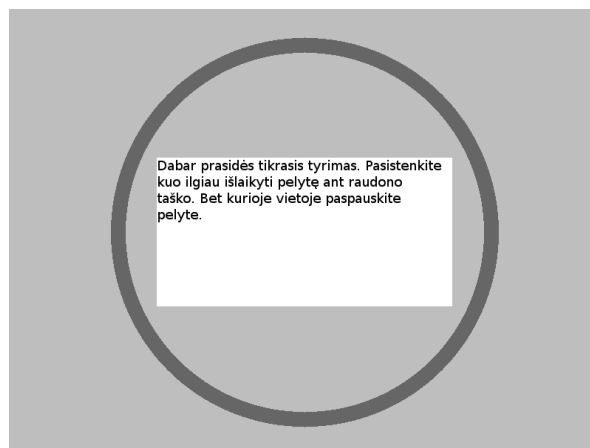 Dabar prasidės tikrasis tyrimas. Pasistenkite
kuo ilgiau išlaikyti pelytę ant raudono
taško. Bet kurioje vietoje paspauskite
pelyte.